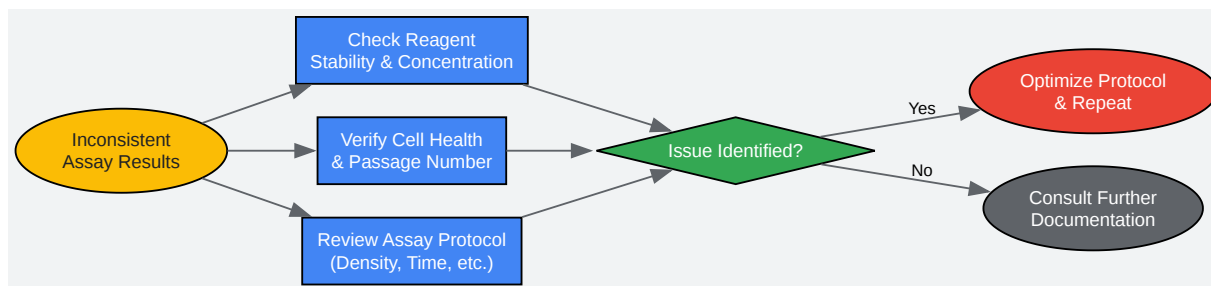 Inconsistent
Assay Results
Check Reagent
Stability & Concentration
Verify Cell Health
& Passage Number
Review Assay Protocol
(Density, Time, etc.)
Issue Identified?
Yes
No
Optimize Protocol
& Repeat
Consult Further
Documentation